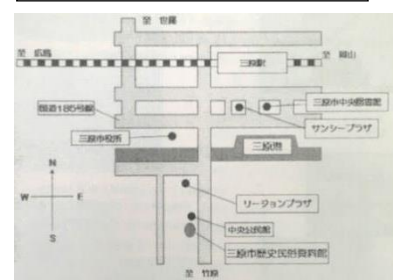 至 世羅
至 広島
三原駅
至 岡山
国道185号線
三原市中央図書館
サンシープラザ
三原市役所
三原港
N
W E
S
リージョンプラザ
中央公民館
三原市歴史民俗資料館
至 竹原